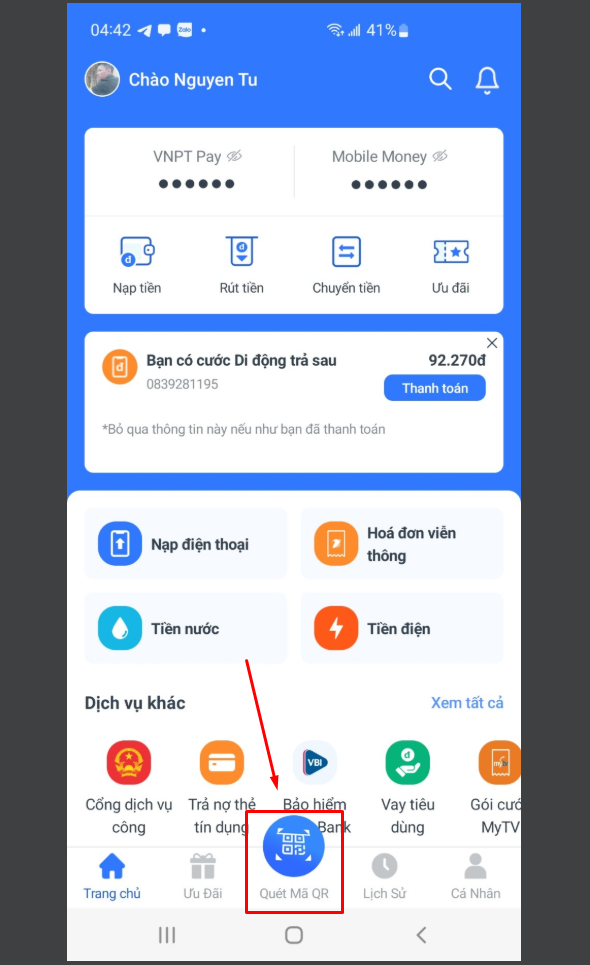 04:42 Zalo 41%
Chào Nguyen Tu
VNPT Pay Mobile Money
●●●●●● ●●●●●●
Nạp tiền Rút tiền Chuyển tiền Ưu đãi
Bạn có cước Di động trả sau 92.270đ
0839281195 Thanh toán
*Bỏ qua thông tin này nếu như bạn đã thanh toán
Nạp điện thoại
Hoá đơn viễn
thông
Tiền nước Tiền điện
Dịch vụ khác Xem tất cả
VBI
Cổng dịch vụ Trả nợ thẻ Bảo hiểm Vay tiêu Gói cướ
công tín dụng Bank dùng MyTV
Trang chủ Ưu Đãi Quét Mã QR Lịch Sử Cá Nhân